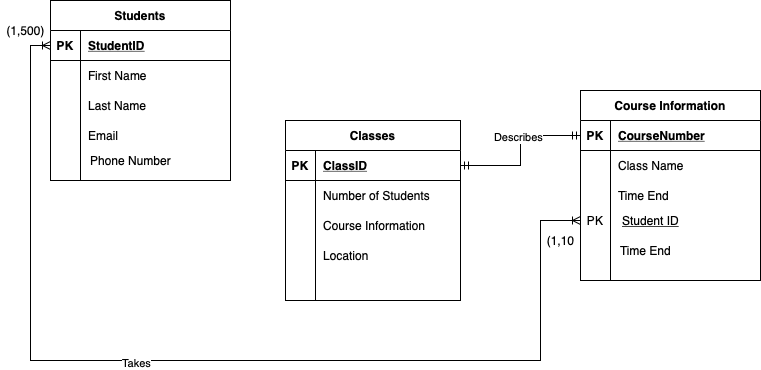 Students
(1,500)
PK StudentID
First Name
Last Name
Email
Phone Number
Classes
PK ClassID
Number of Students
Course Information
Location
Describes
Course Information
PK CourseNumber
Class Name
Time End
PK Student ID
Time End
(1,10
Takes